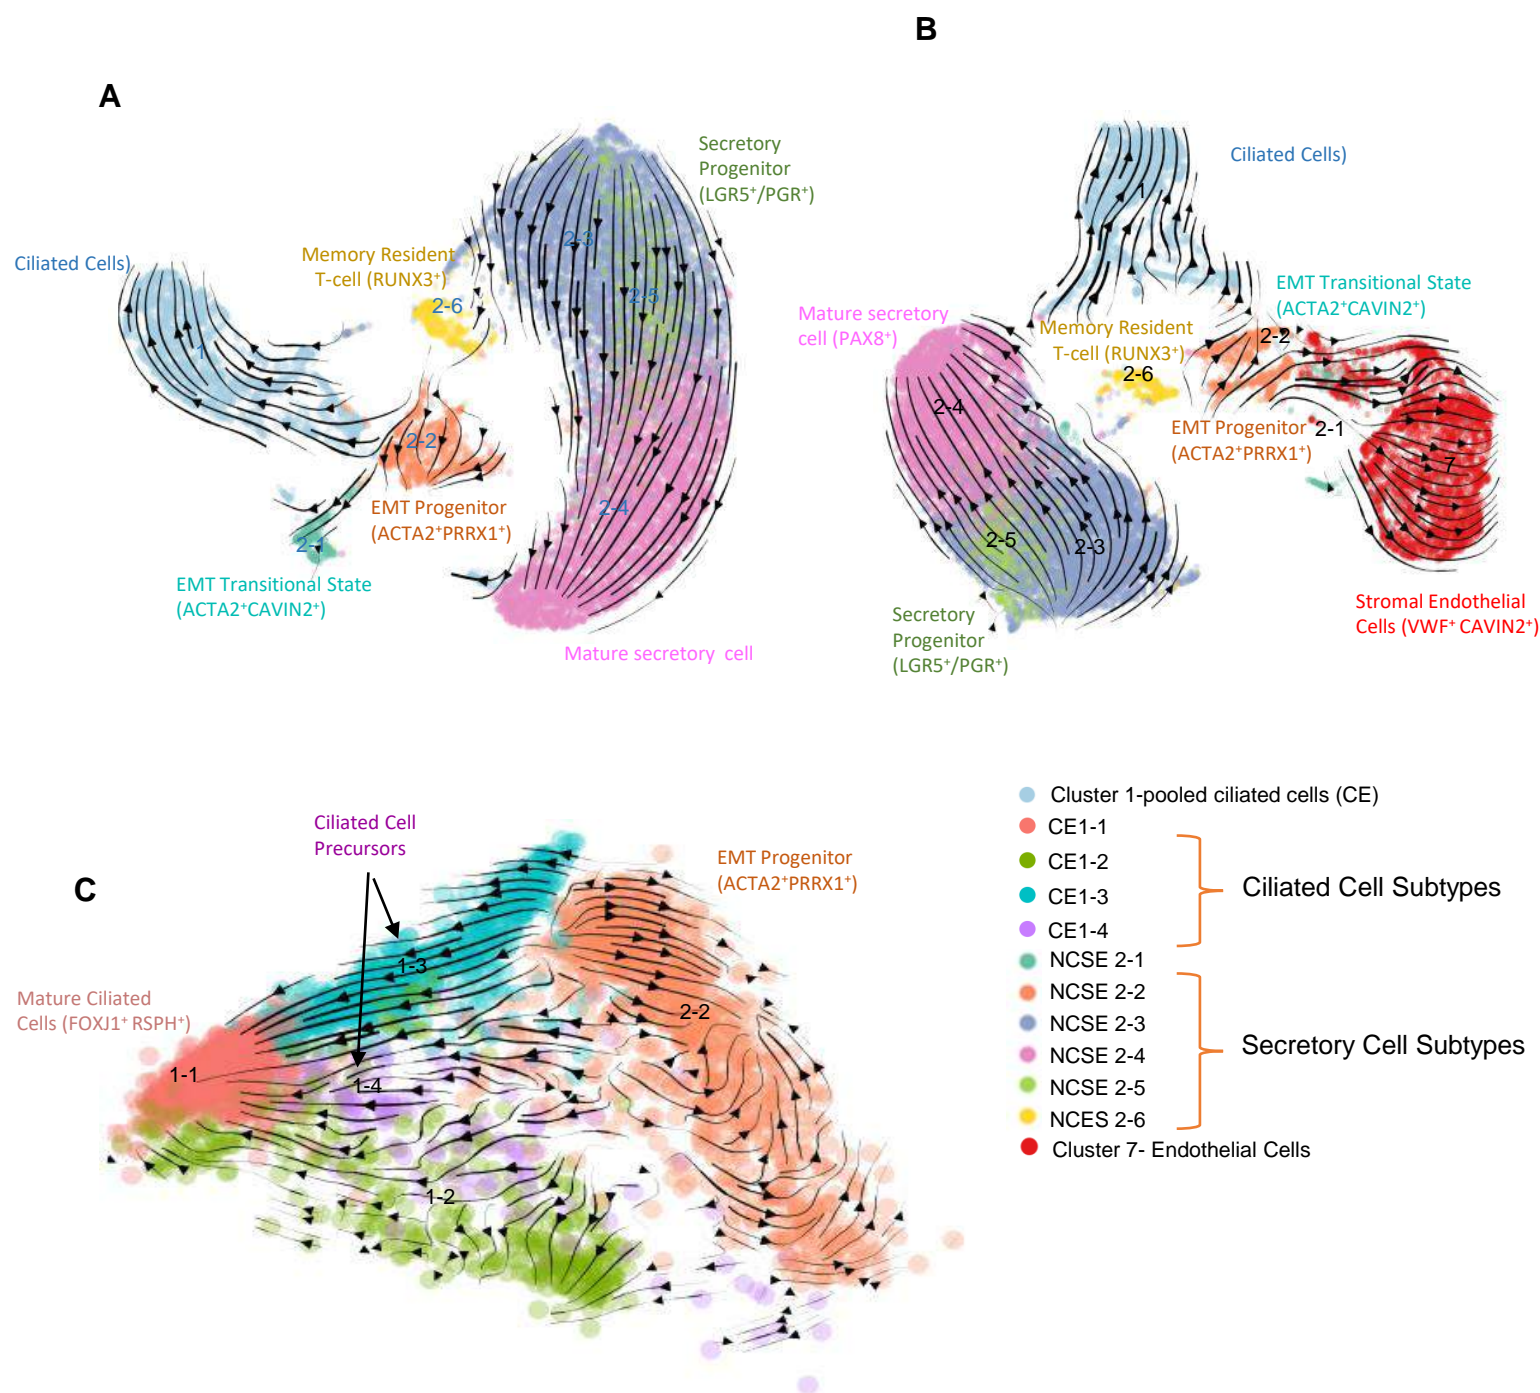 B
A
Secretory
Progenitor
(LGR5⁺/PGR⁺)
Ciliated Cells)
Memory Resident
T-cell (RUNX3⁺)
Ciliated Cells)
2-3
2-6
2-5
1
2-2
2-4
EMT Progenitor
(ACTA2⁺PRRX1⁺)
2-1
EMT Transitional State
(ACTA2⁺CAVIN2⁺)
Mature secretory cell
1
EMT Transitional State
(ACTA2⁺CAVIN2⁺)
Mature secretory
cell (PAX8⁺)
Memory Resident
T-cell (RUNX3⁺)
2-6
2-2
2-4
EMT Progenitor
(ACTA2⁺PRRX1⁺)
2-1
7
2-5
2-3
Secretory
Progenitor
(LGR5⁺/PGR⁺)
Stromal Endothelial
Cells (VWF⁺ CAVIN2⁺)
C
Ciliated Cell
Precursors
EMT Progenitor
(ACTA2⁺PRRX1⁺)
Mature Ciliated
Cells (FOXJ1⁺ RSPH⁺)
1-3
2-2
1-1
1-4
1-2
Cluster 1-pooled ciliated cells (CE)
CE1-1
CE1-2
CE1-3
CE1-4
Ciliated Cell Subtypes
NCSE 2-1
NCSE 2-2
NCSE 2-3
NCSE 2-4
NCSE 2-5
NCES 2-6
Secretory Cell Subtypes
Cluster 7- Endothelial Cells